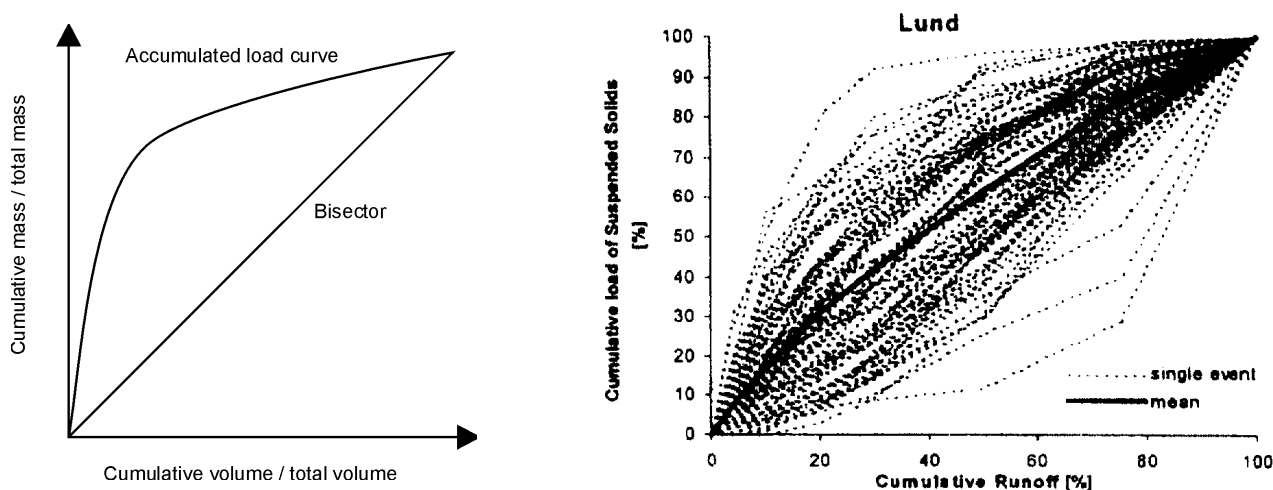 Accumulated load curve
Bisector
Cumulative mass / total mass
Cumulative volume / total volume
Lund
Cumulative load of Suspended Solids
[%]
100
90
80
70
60
50
40
30
20
10
0
single event
mean
0 20 40 60 80 100
Cumulative Runoff [%]